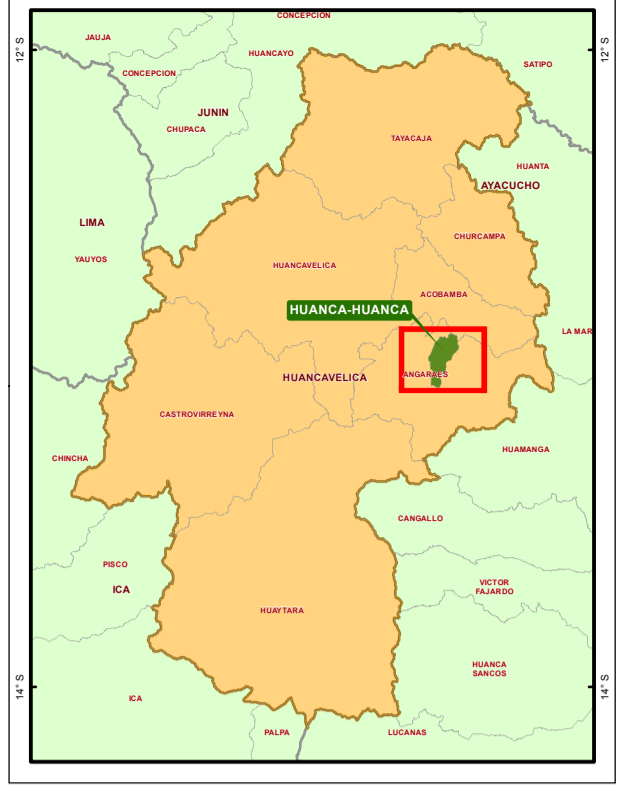 CONCEPCION
JAUJA
12° S
12° S
HUANCAYO
SATIPO
CONCEPCION
JUNIN
CHUPACA
TAYACAJA
HUANTA
AYACUCHO
LIMA
CHURCAMPA
YAUYOS
HUANCAVELICA
ACOBAMBA
HUANCA-HUANCA
LA MAR
ANGARAES
HUANCAVELICA
CASTROVIRREYNA
HUAMANGA
CHINCHA
CANGALLO
PISCO
ICA
VICTOR
FAJARDO
HUAYTARA
HUANCA
SANCOS
14° S
14° S
ICA
PALPA
LUCANAS